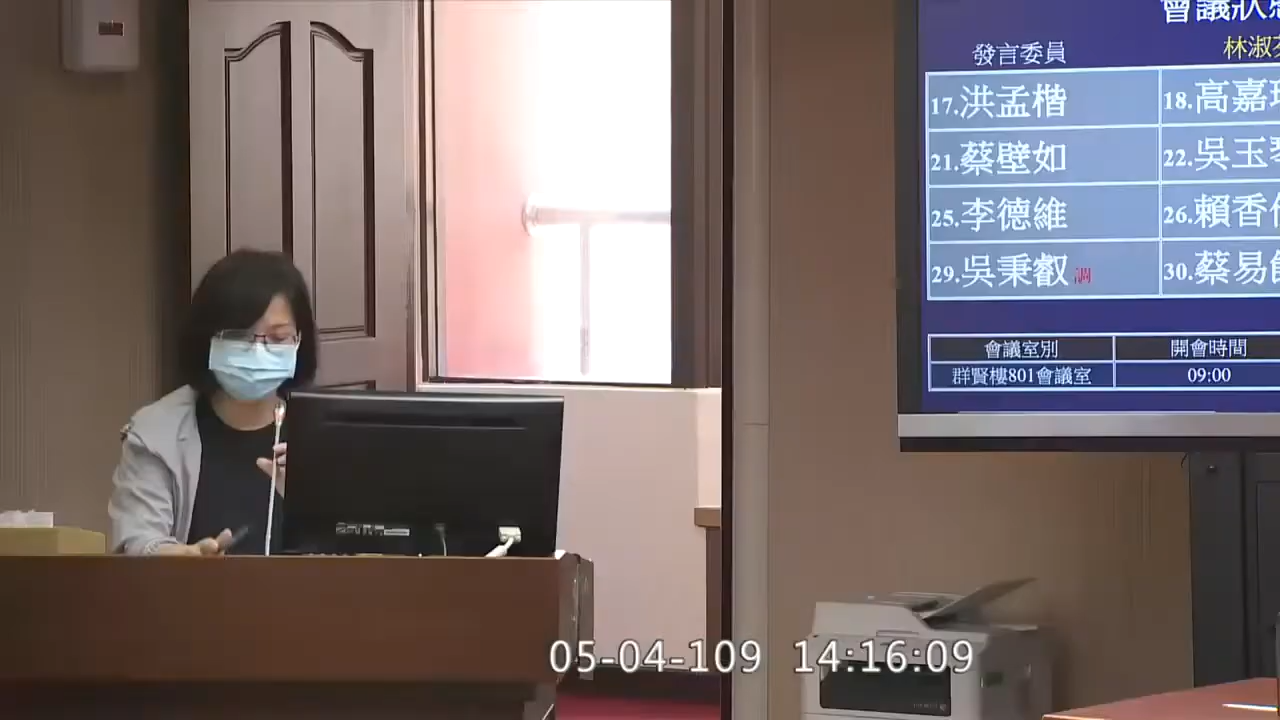 會議狀
林淑
發言委員
17.洪孟楷 18.高嘉
21.蔡壁如 22.吳玉
25.李德維 26.賴香
29.吳秉叡 調 30.蔡易
會議室別 開會時間
群賢樓801會議室 09:00
05-04-109 14:16:09